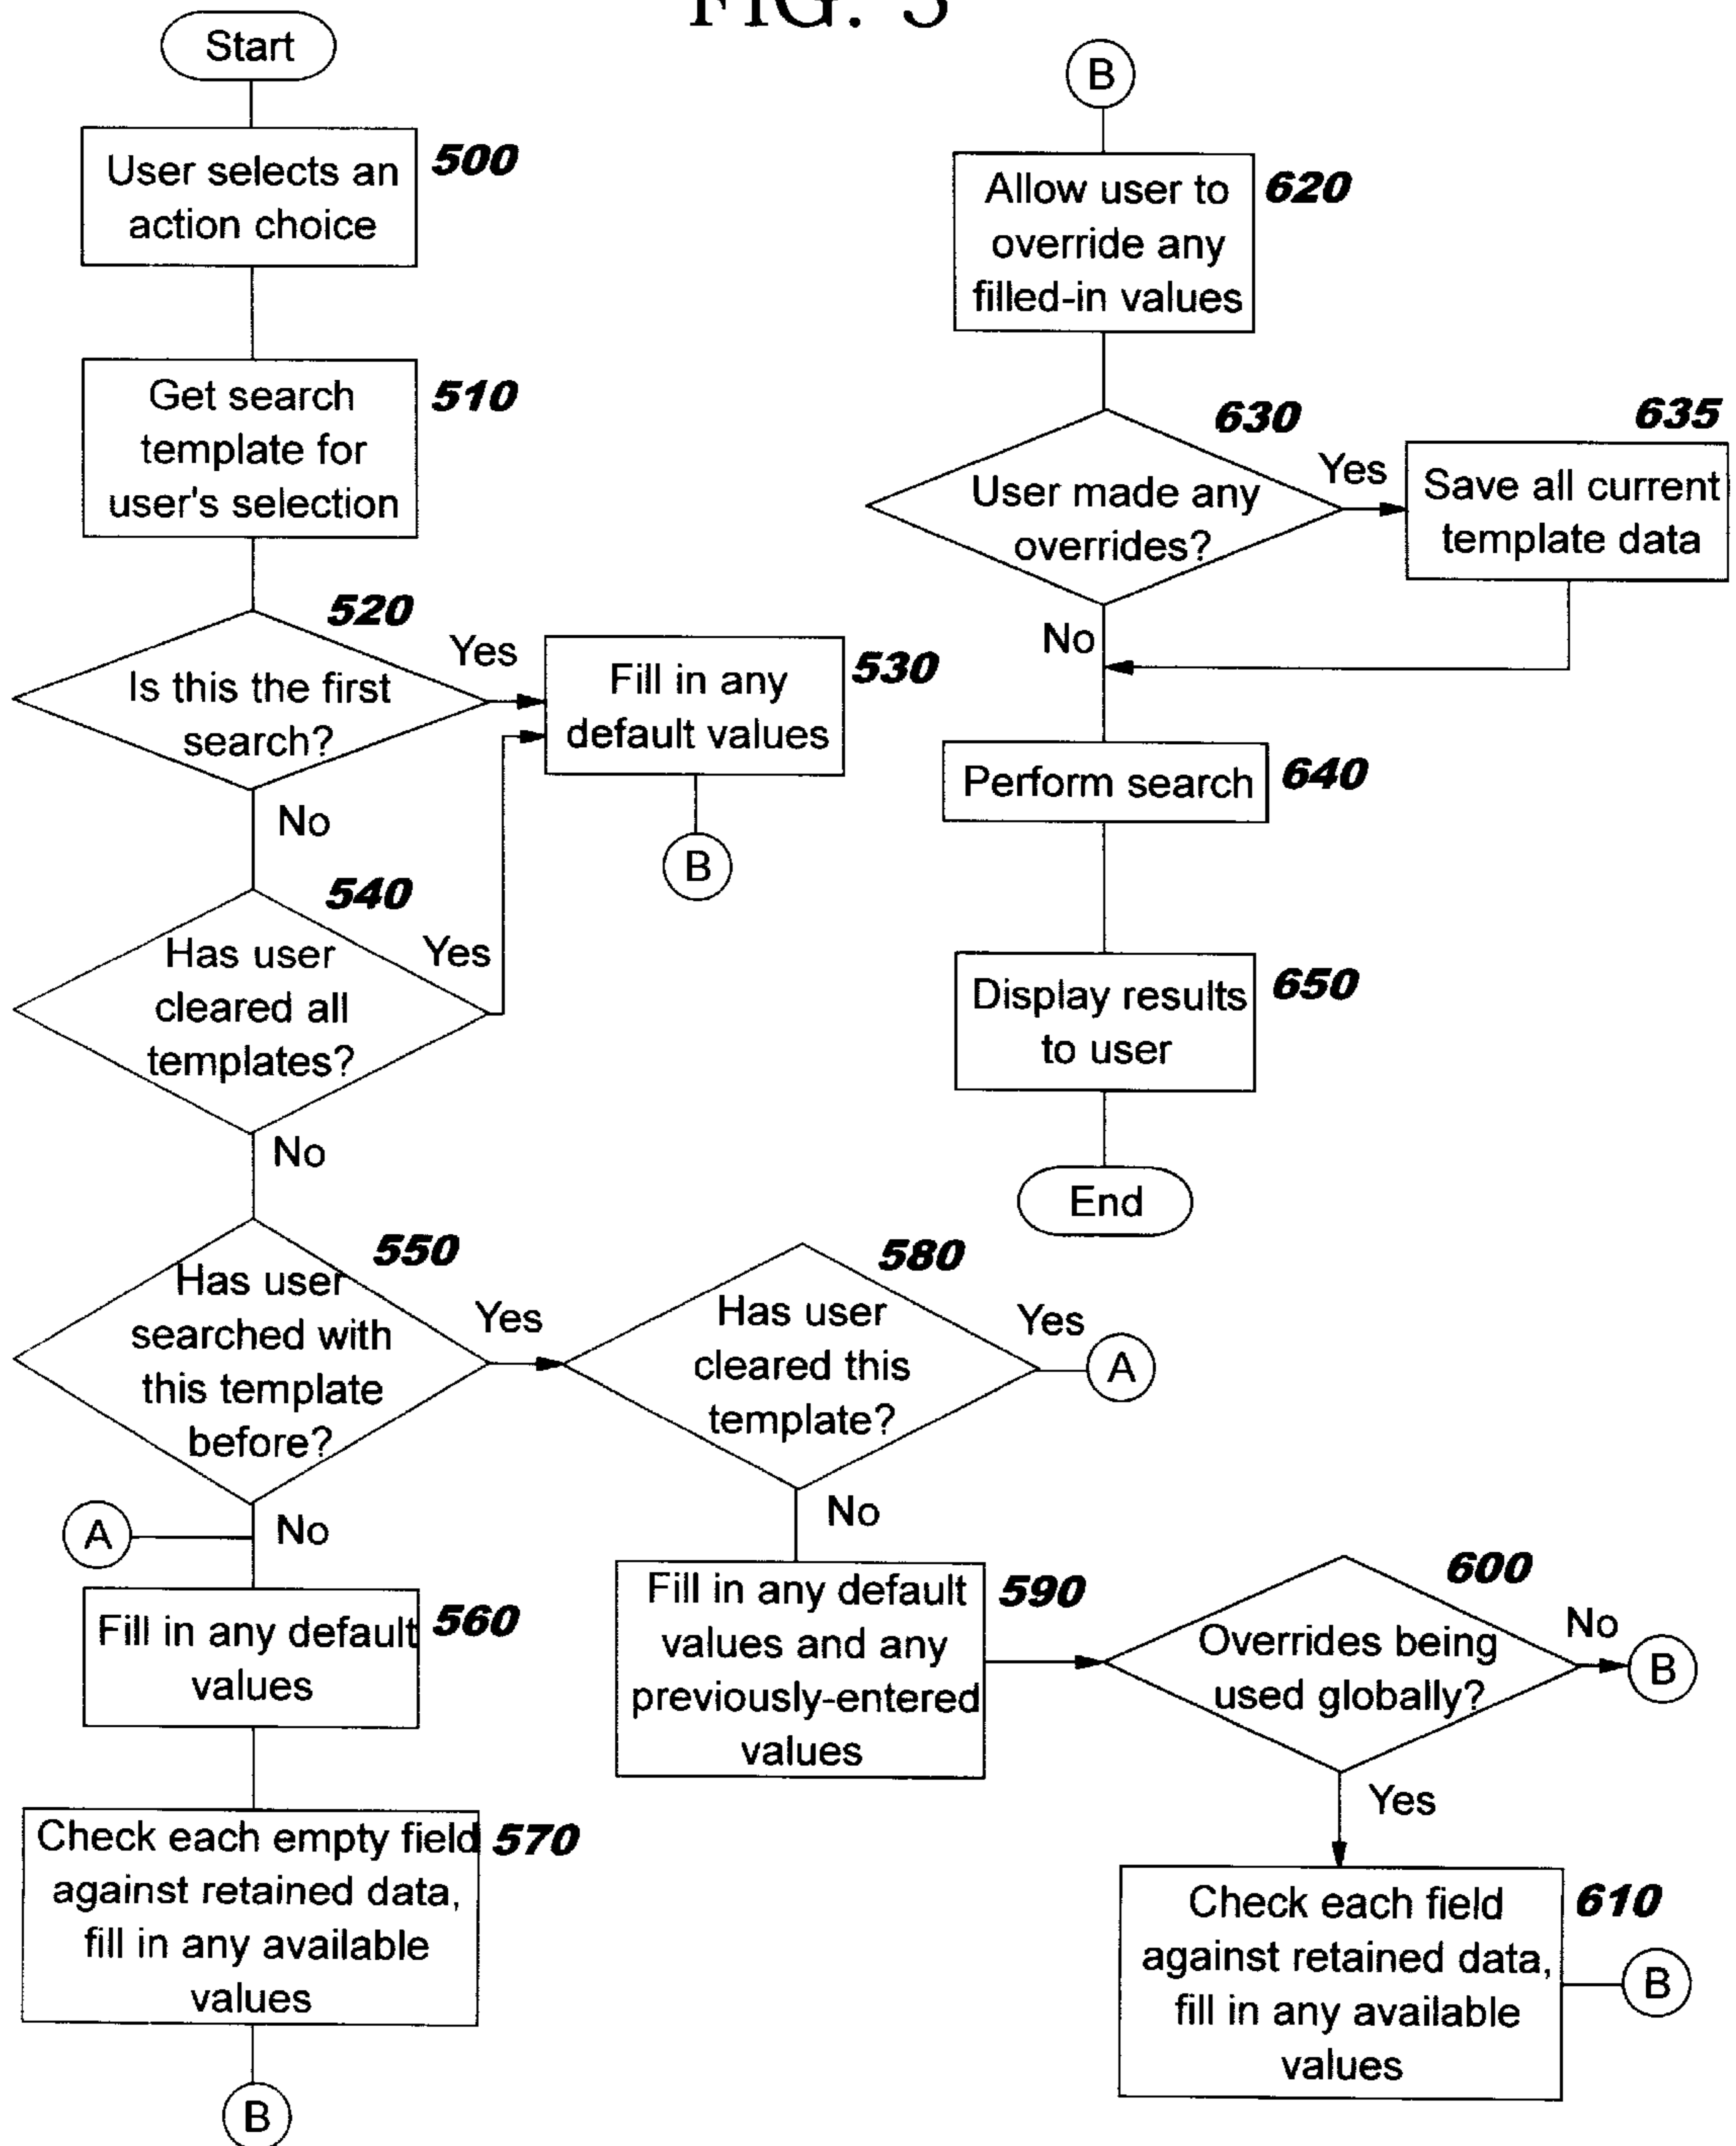 FIG. 5
Start
User selects an
action choice
500
Get search
template for
user's selection
510
520
Is this the first
search?
Yes
No
Fill in any
default values
530
B
540
Has user
cleared all
templates?
Yes
No
550
Has user
searched with
this template
before?
Yes
No
A
Fill in any default
values
560
Check each empty field
against retained data,
fill in any available
values
570
B
580
Has user
cleared this
template?
Yes
A
No
Fill in any default
values and any
previously-entered
values
590
600
Overrides being
used globally?
No
B
Yes
Check each field
against retained data,
fill in any available
values
610
B
B
Allow user to
override any
filled-in values
620
630
User made any
overrides?
Yes
No
635
Save all current
template data
Perform search
640
Display results
to user
650
End